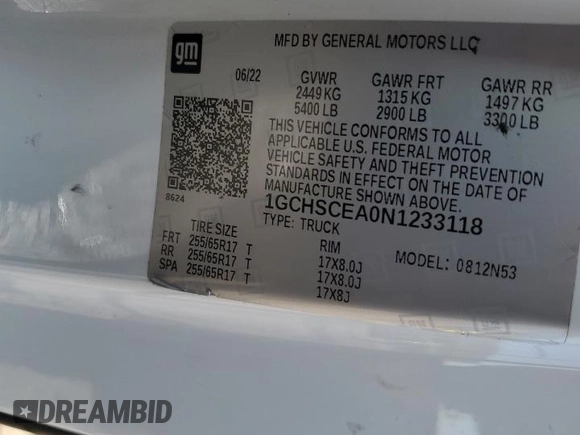 gm
MFD BY GENERAL MOTORS LLC
06/22 GVWR GAWR FRT GAWR RR
2449 KG 1315 KG 1497 KG
5400 LB 2900 LB 3300 LB
THIS VEHICLE CONFORMS TO ALL
APPLICABLE U.S. FEDERAL MOTOR
VEHICLE SAFETY AND THEFT PREVENTION
STANDARDS IN EFFECT ON THE DATE OF
MANUFACTURE SHOWN ABOVE.
8624
1GCHSCEA0N1233118
TYPE: TRUCK
TIRE SIZE RIM MODEL: 0812N53
FRT 255/65R17 T 17X8.0J
RR 255/65R17 T 17X8.0J
SPA 255/65R17 T 17X8J
DREAMBID